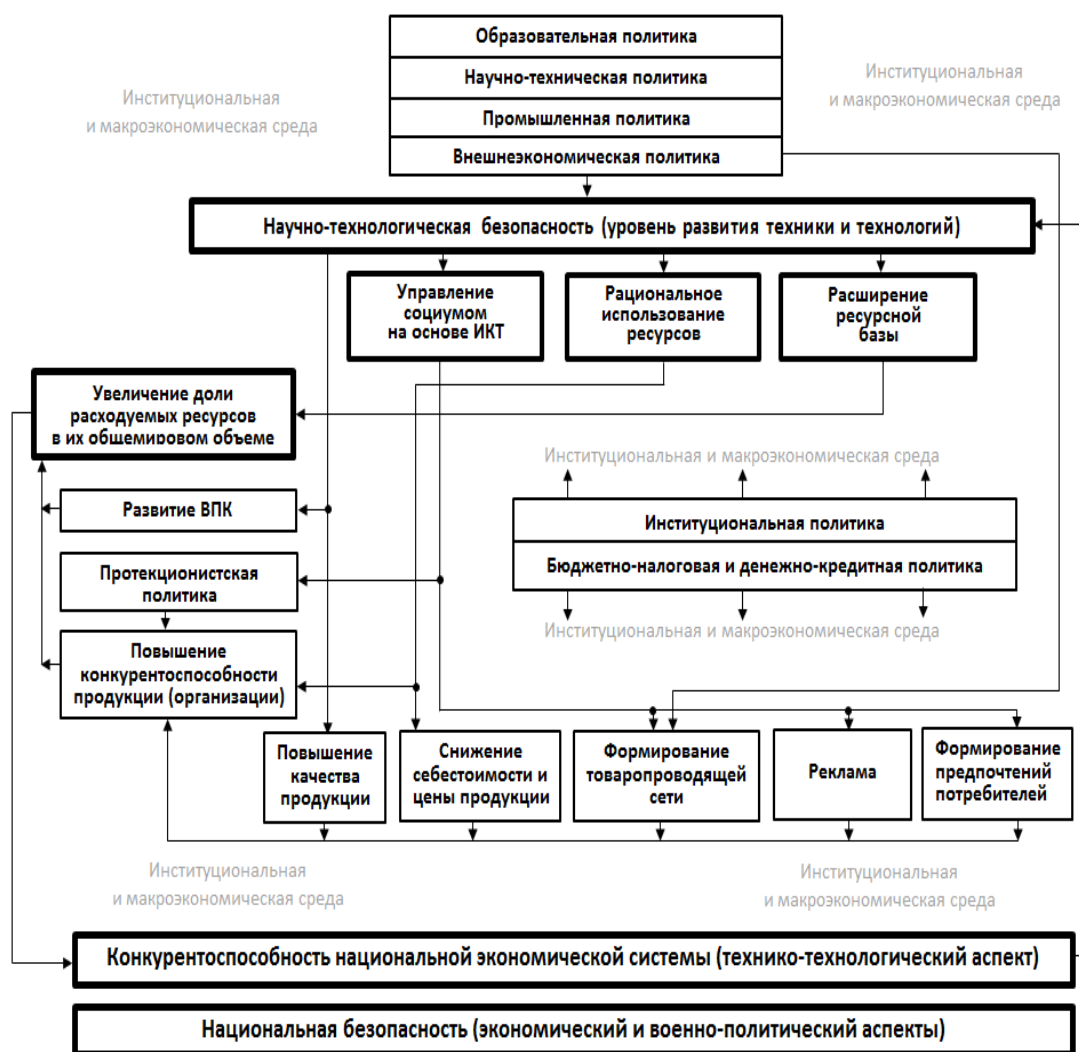 Образовательная политика
Научно-техническая политика
Промышленная политика
Внешнеэкономическая политика
Институциональная
и макроэкономическая среда
Институциональная
и макроэкономическая среда
Научно-технологическая безопасность (уровень развития техники и технологий)
Управление
социумом
на основе ИКТ
Рациональное
использование
ресурсов
Расширение
ресурсной
базы
Увеличение доли
расходуемых ресурсов
в их общемировом объеме
Институциональная и макроэкономическая среда
Развитие ВПК
Институциональная политика
Бюджетно-налоговая и денежно-кредитная политика
Протекционистская
политика
Институциональная и макроэкономическая среда
Повышение
конкурентоспособности
продукции (организации)
Повышение
качества
продукции
Снижение
себестоимости и
цены продукции
Формирование
товаропроводящей
сети
Реклама
Формирование
предпочтений
потребителей
Институциональная
и макроэкономическая среда
Институциональная
и макроэкономическая среда
Конкурентоспособность национальной экономической системы (технико-технологический аспект)
Национальная безопасность (экономический и военно-политический аспекты)